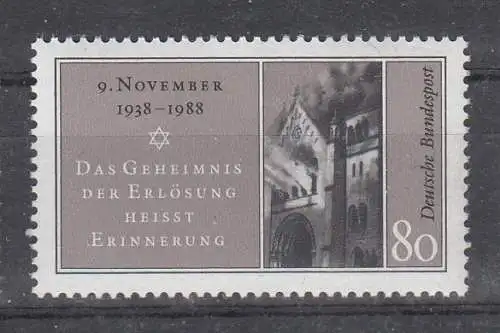 9. NOVEMBER
1938–1988
DAS GEHEIMNIS
DER ERLÖSUNG
HEISST
ERINNERUNG
Deutsche Bundespost
80